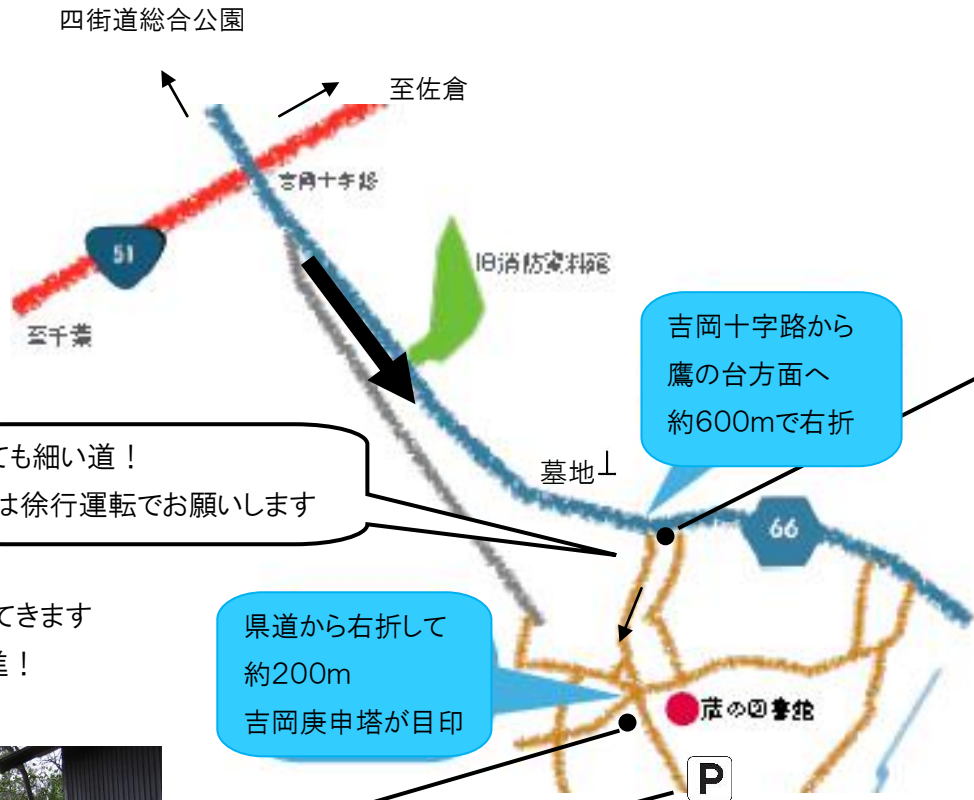 四街道総合公園
至佐倉
吉岡十字路
51
旧消防資料館
至千葉
吉岡十字路から
鷹の台方面へ
約600mで右折
ても細い道！
は徐行運転でお願いします
墓地
66
てきます
進！
県道から右折して
約200m
吉岡庚申塔が目印
蔵の図書館
P